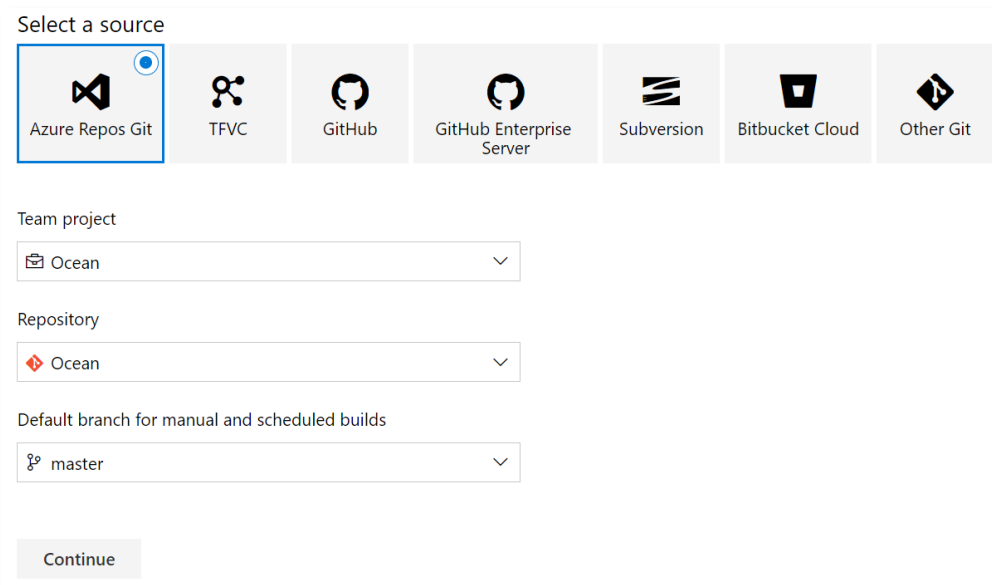 Select a source
Azure Repos Git
TFVC
GitHub
GitHub Enterprise
Server
Subversion
Bitbucket Cloud
Other Git
Team project
Ocean
Repository
Ocean
Default branch for manual and scheduled builds
master
Continue